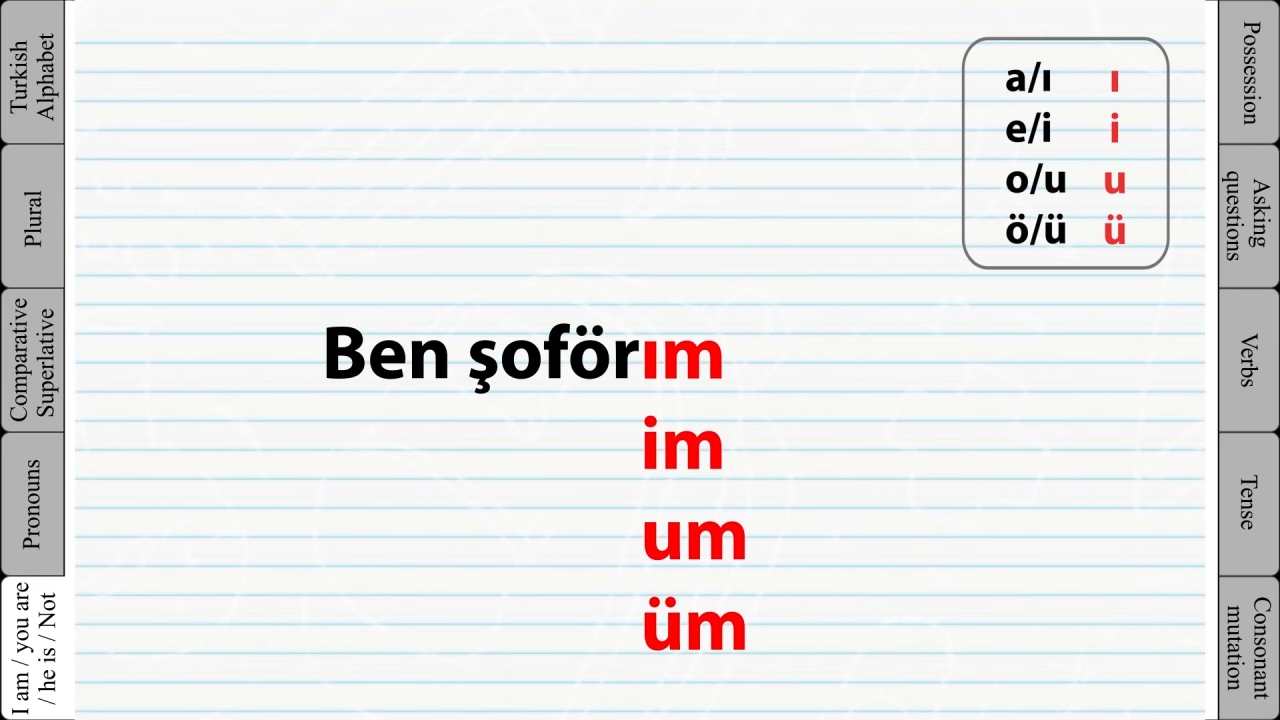 Turkish
Alphabet
Plural
Comparative
Superlative
Pronouns
I am / you are
/ he is / Not
a/ı ı
e/i i
o/u u
ö/ü ü
Ben şoförım
im
um
üm
Possession
Asking
questions
Verbs
Tense
Consonant
mutation